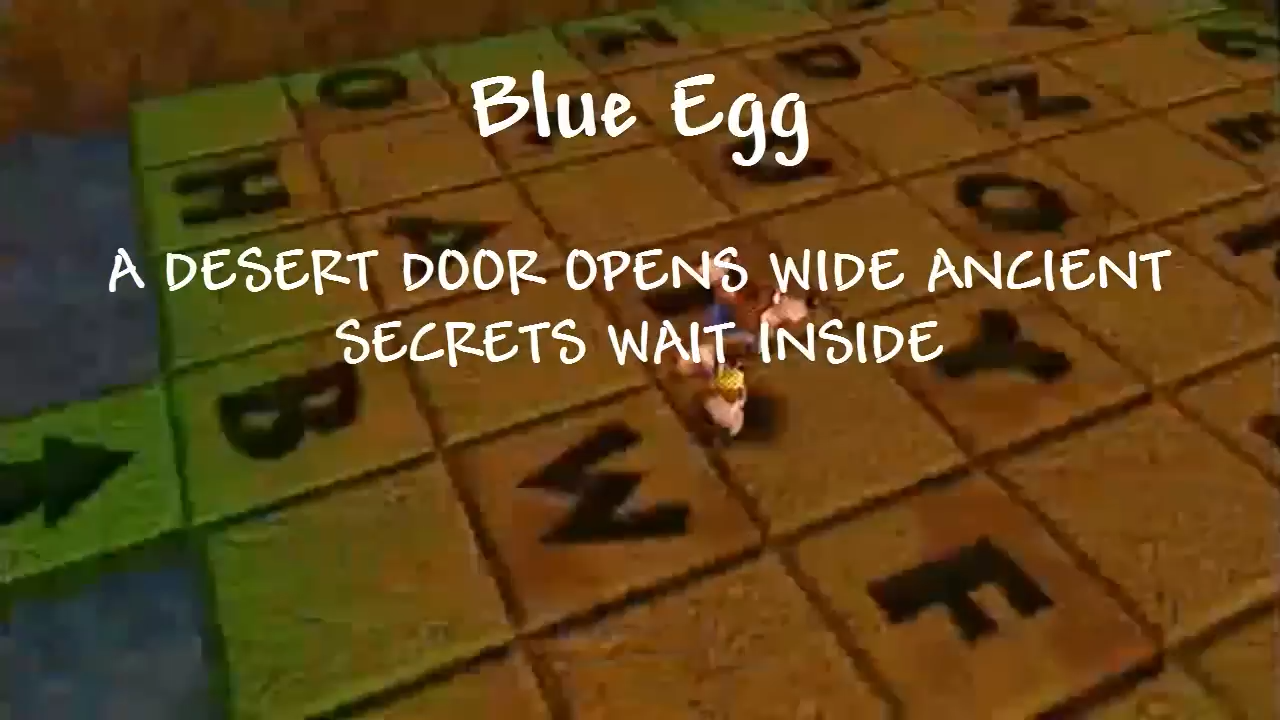 Blue Egg
A DESERT DOOR OPENS WIDE ANCIENT
SECRETS WAIT INSIDE
O
H
B
W
F
Y
O